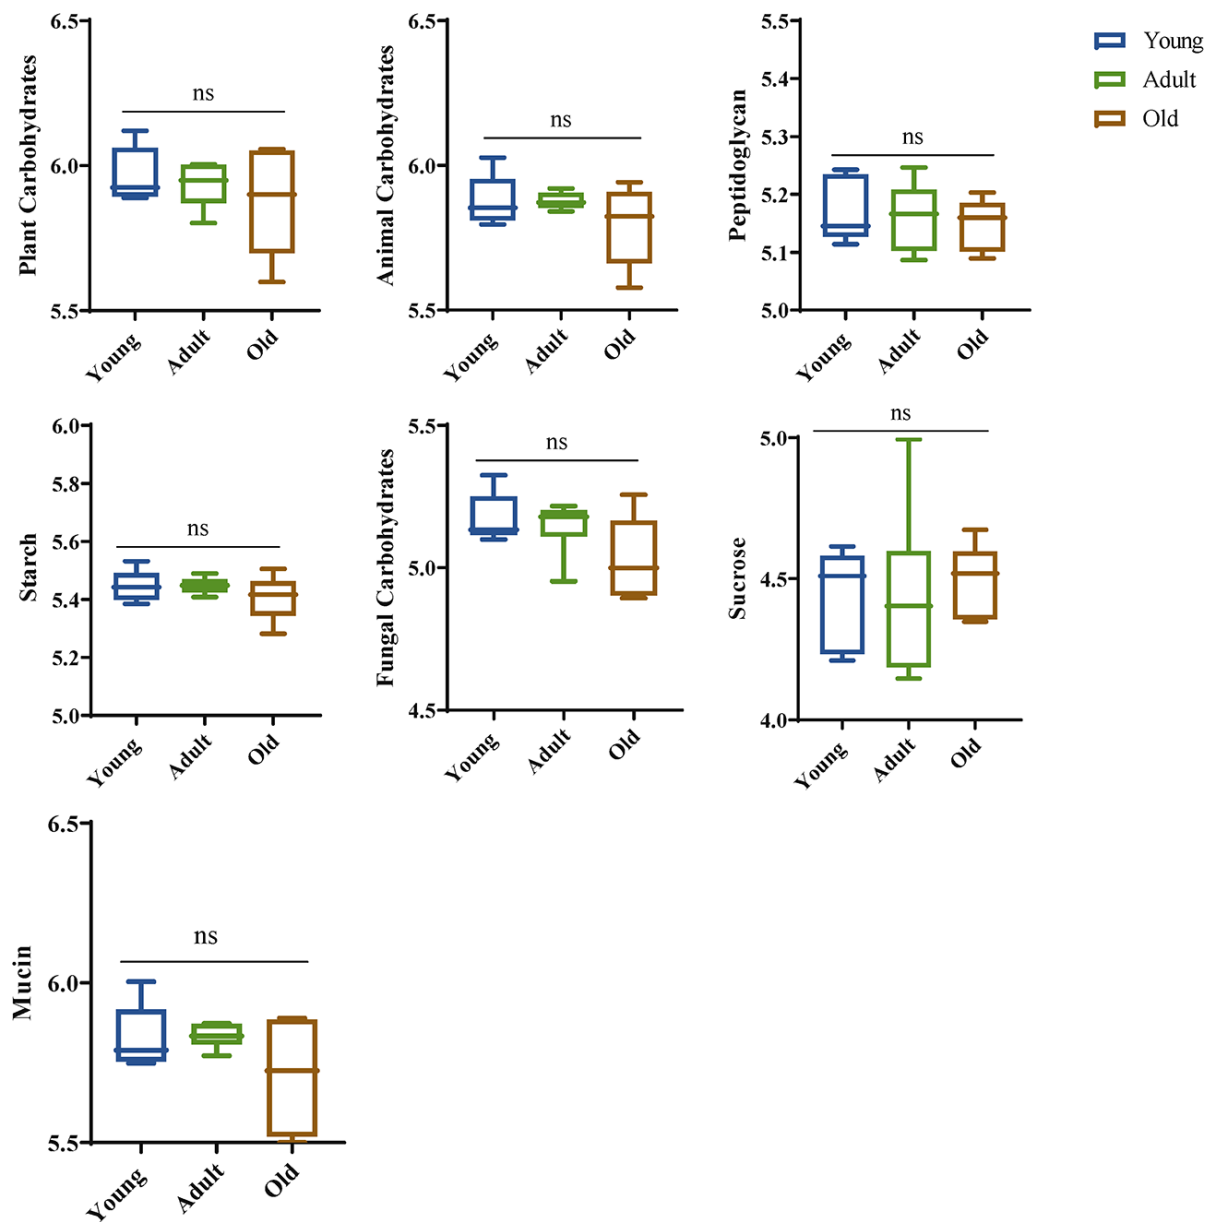 Plant Carbohydrates
6.5
6.0
5.5
ns
Young
Adult
Old
Animal Carbohydrates
6.5
6.0
5.5
ns
Young
Adult
Old
Peptidoglycan
5.5
5.4
5.3
5.2
5.1
5.0
ns
Young
Adult
Old
Young
Adult
Old
Starch
6.0
5.8
5.6
5.4
5.2
5.0
ns
Young
Adult
Old
Fungal Carbohydrates
5.5
5.0
4.5
ns
Young
Adult
Old
Sucrose
5.0
4.5
4.0
ns
Young
Adult
Old
Mucin
6.5
6.0
5.5
ns
Young
Adult
Old